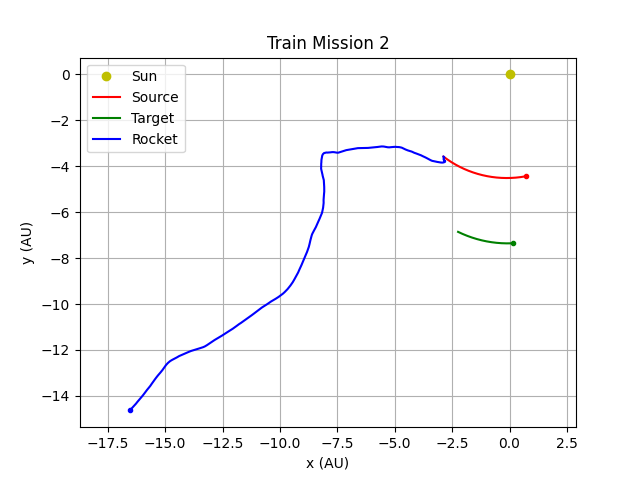 Train Mission 2
Sun
Source
Target
Rocket
y (AU)
0
−2
−4
−6
−8
−10
−12
−14
−17.5 −15.0 −12.5 −10.0 −7.5 −5.0 −2.5 0.0 2.5
x (AU)